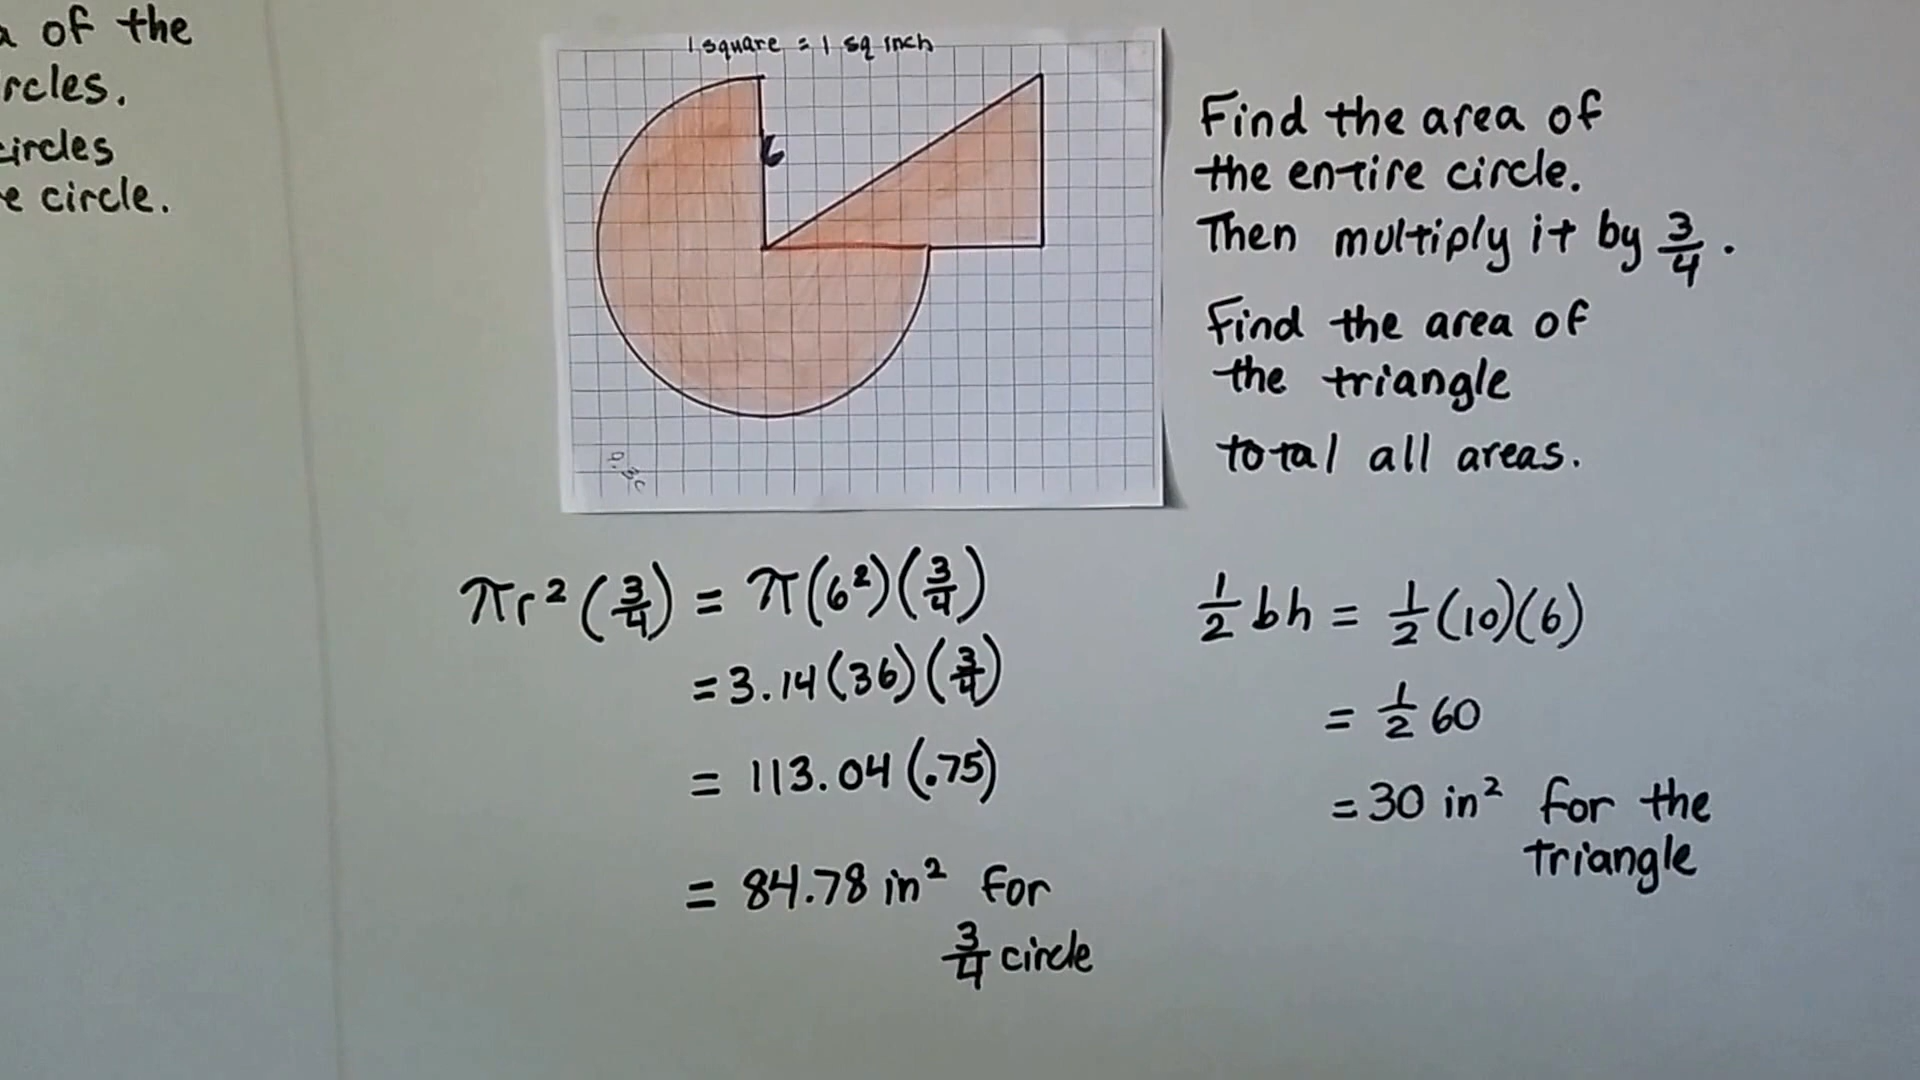 of the
rcles.
circles
e circle.
1 square = 1 sq inch
6
Find the area of
the entire circle.
Then multiply it by 3/4.
Find the area of
the triangle
total all areas.
πr²(3/4) = π(6²)(3/4)
= 3.14(36)(3/4)
= 113.04(.75)
= 84.78 in² for
3/4 circle
1/2 bh = 1/2(10)(6)
= 1/2 60
= 30 in² for the
triangle